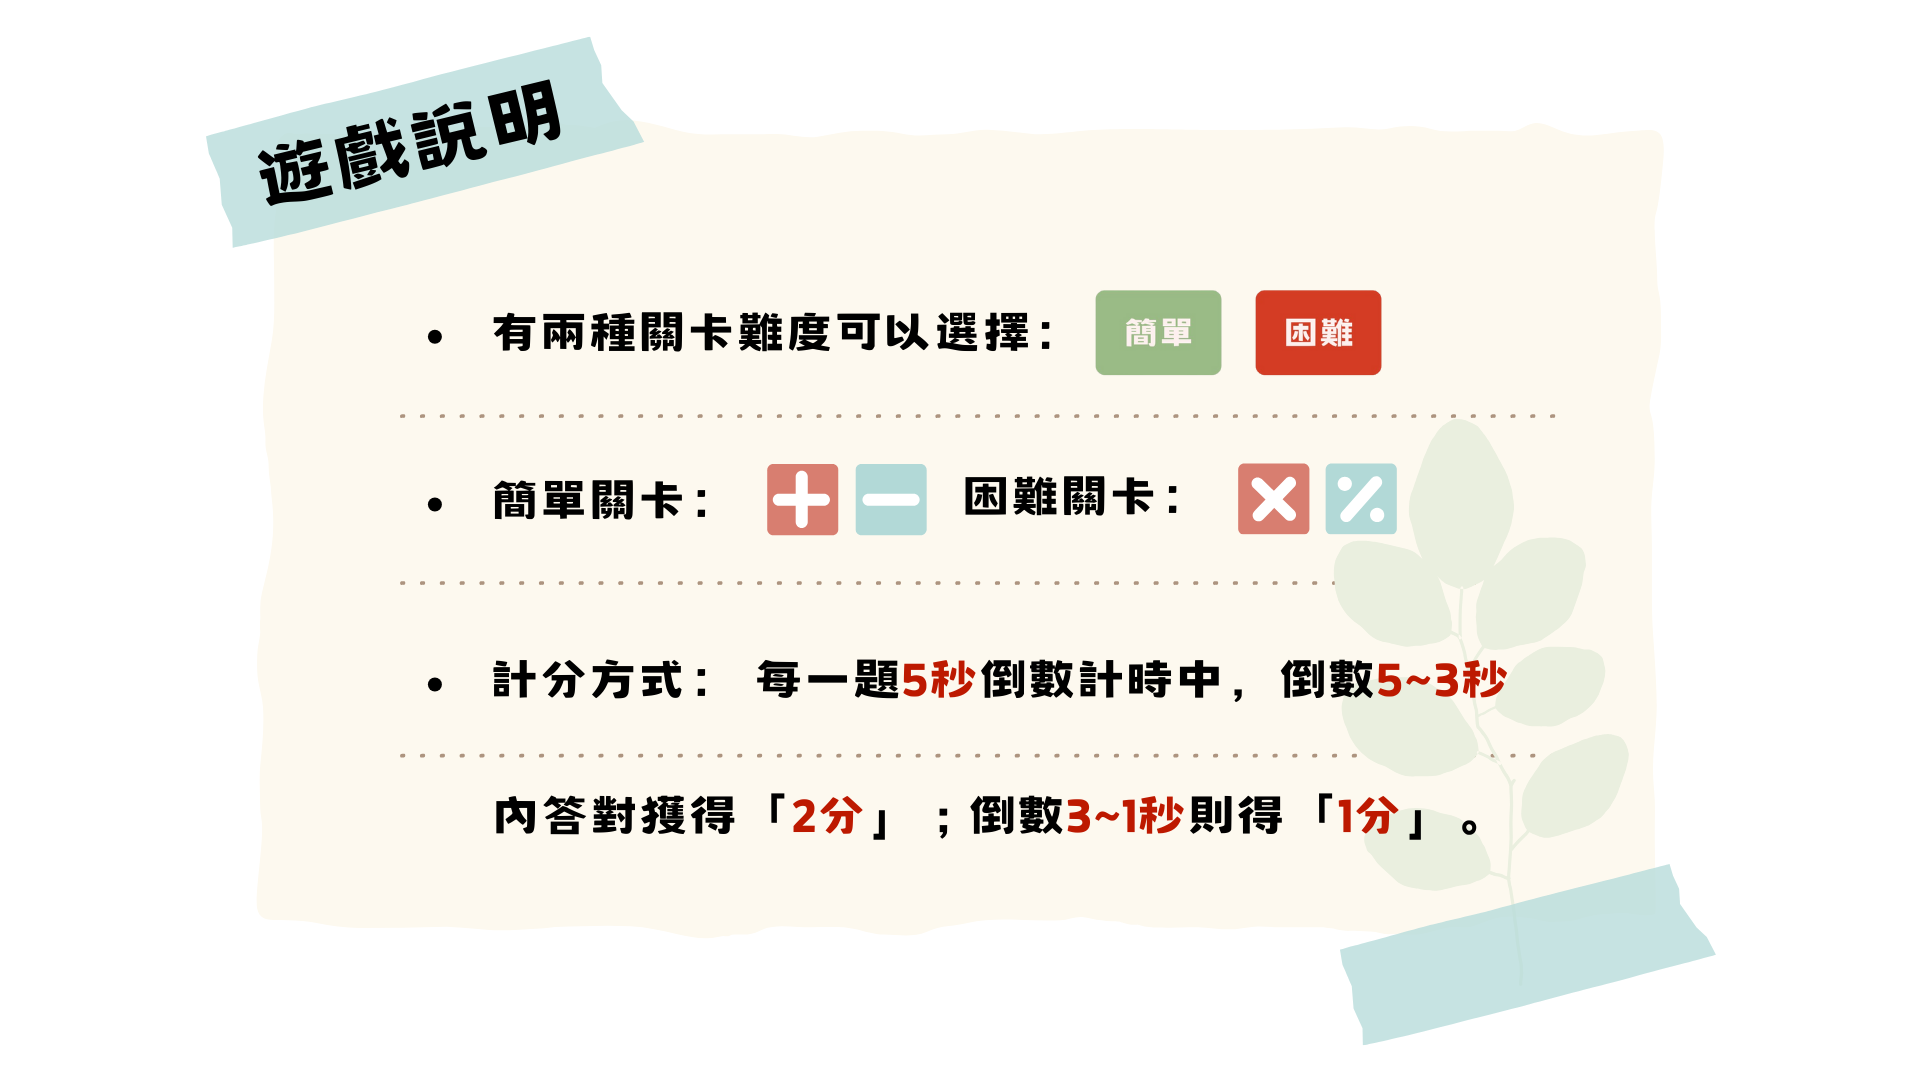 遊戲說明
• 有兩種關卡難度可以選擇： 簡單 困難
• 簡單關卡： + − 困難關卡： × %
• 計分方式： 每一題5秒倒數計時中，倒數5~3秒
內答對獲得「2分」；倒數3~1秒則得「1分」。